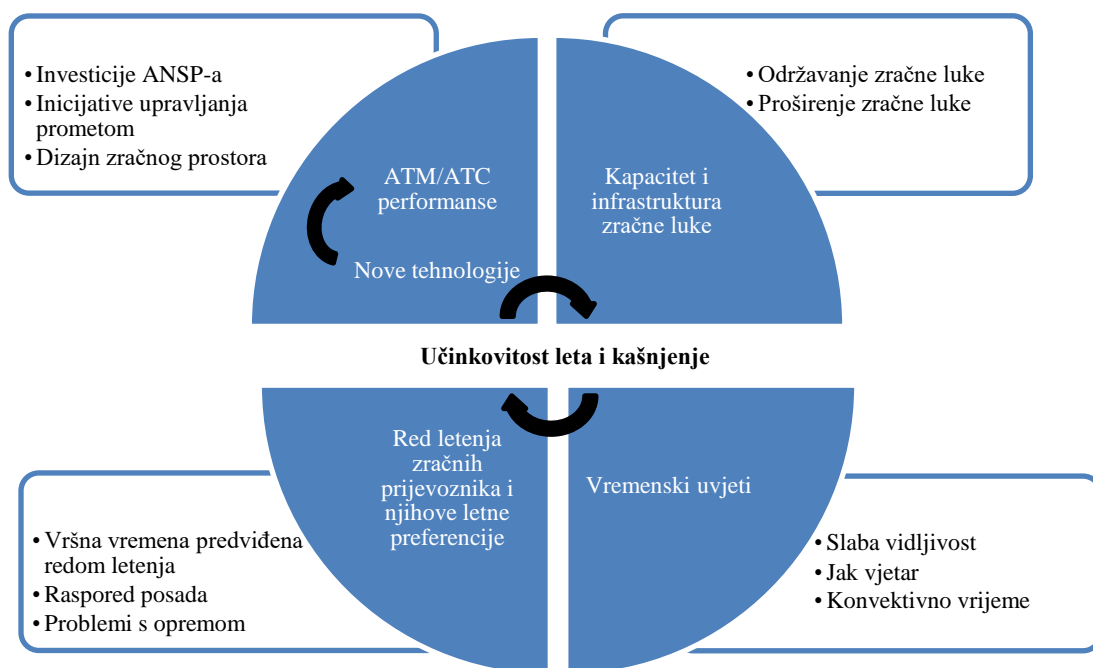 • Investicije ANSP-a
• Inicijative upravljanja
prometom
• Dizajn zračnog prostora
ATM/ATC
performanse
Nove tehnologije
Kapacitet i
infrastruktura
zračne luke
• Održavanje zračne luke
• Proširenje zračne luke
Učinkovitost leta i kašnjenje
Red letenja
zračnih
prijevoznika i
njihove letne
preferencije
Vremenski uvjeti
• Vršna vremena predviđena
redom letenja
• Raspored posada
• Problemi s opremom
• Slaba vidljivost
• Jak vjetar
• Konvektivno vrijeme